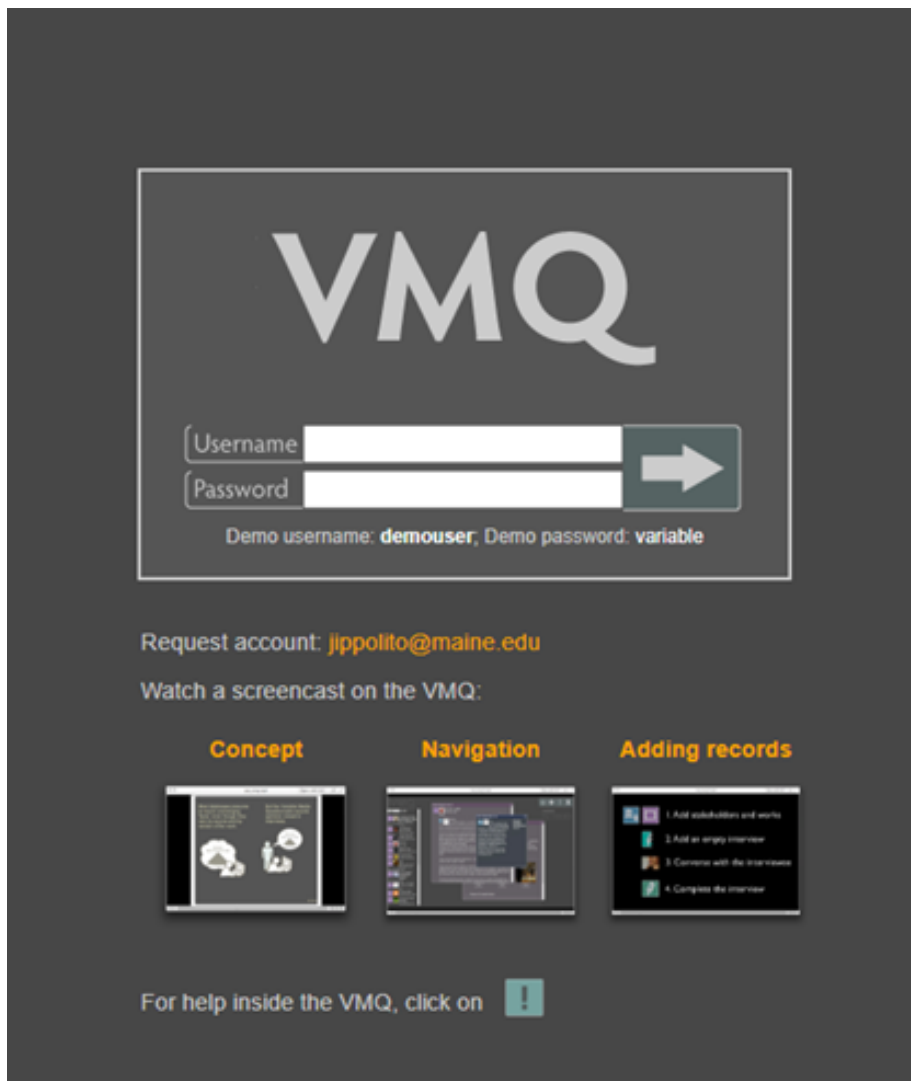 VMQ
Username
Password
Demo username: demouser; Demo password: variable
Request account: jippolito@maine.edu
Watch a screencast on the VMQ:
Concept Navigation Adding records
1. Add stakeholders and works
2. Add an empty interview
3. Converse with the interviewee
4. Complete the interview
For help inside the VMQ, click on !